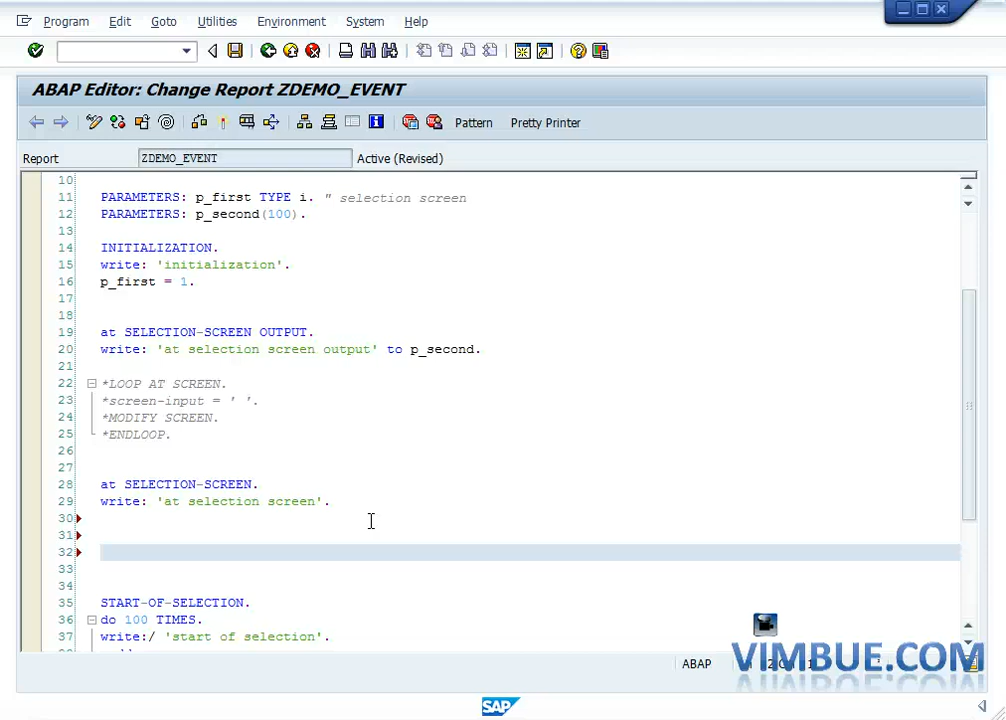 Program Edit Goto Utilities Environment System Help
ABAP Editor: Change Report ZDEMO_EVENT
Pattern Pretty Printer
Report ZDEMO_EVENT Active (Revised)
10
11 PARAMETERS: p_first TYPE i. " selection screen
12 PARAMETERS: p_second(100).
13
14 INITIALIZATION.
15 write: 'initialization'.
16 p_first = 1.
17
18
19 at SELECTION-SCREEN OUTPUT.
20 write: 'at selection screen output' to p_second.
21
22 *LOOP AT SCREEN.
23 *screen-input = ' '.
24 *MODIFY SCREEN.
25 *ENDLOOP.
26
27
28 at SELECTION-SCREEN.
29 write: 'at selection screen'.
30
31
32
33
34
35 START-OF-SELECTION.
36 do 100 TIMES.
37 write:/ 'start of selection'.
ABAP
VIMBUE.COM
SAP